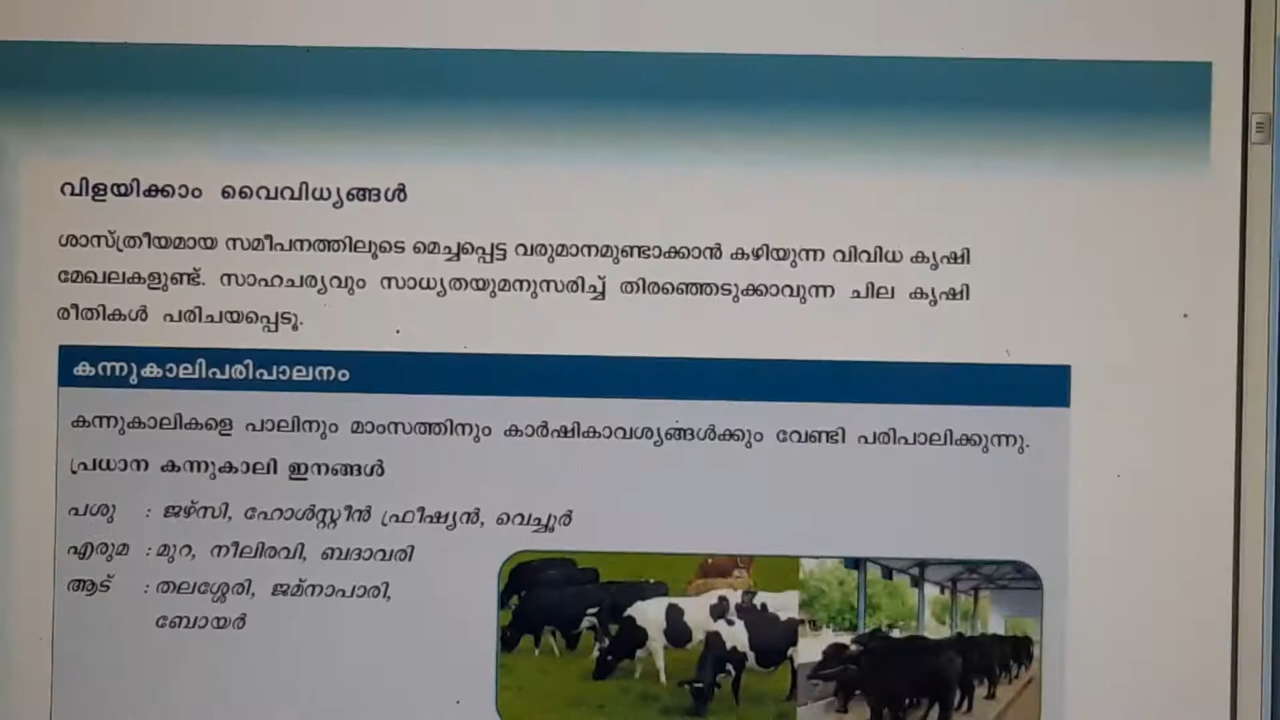 വിളയിക്കാം വൈവിധ്യങ്ങൾ
ശാസ്ത്രീയമായ സമീപനത്തിലൂടെ മെച്ചപ്പെട്ട വരുമാനമുണ്ടാക്കാൻ കഴിയുന്ന വിവിധ കൃഷി
മേഖലകളുണ്ട്. സാഹചര്യവും സാധ്യതയുമനുസരിച്ച് തിരഞ്ഞെടുക്കാവുന്ന ചില കൃഷി
രീതികൾ പരിചയപ്പെടൂ.
കന്നുകാലിപരിപാലനം
കന്നുകാലികളെ പാലിനും മാംസത്തിനും കാർഷികാവശ്യങ്ങൾക്കും വേണ്ടി പരിപാലിക്കുന്നു.
പ്രധാന കന്നുകാലി ഇനങ്ങൾ
പശു : ജഴ്സി, ഹോൾസ്റ്റീൻ ഫ്രീഷ്യൻ, വെച്ചൂർ
എരുമ : മുറ, നീലിരവി, ബദാവരി
ആട് : തലശ്ശേരി, ജമ്നാപാരി,
ബോയർ